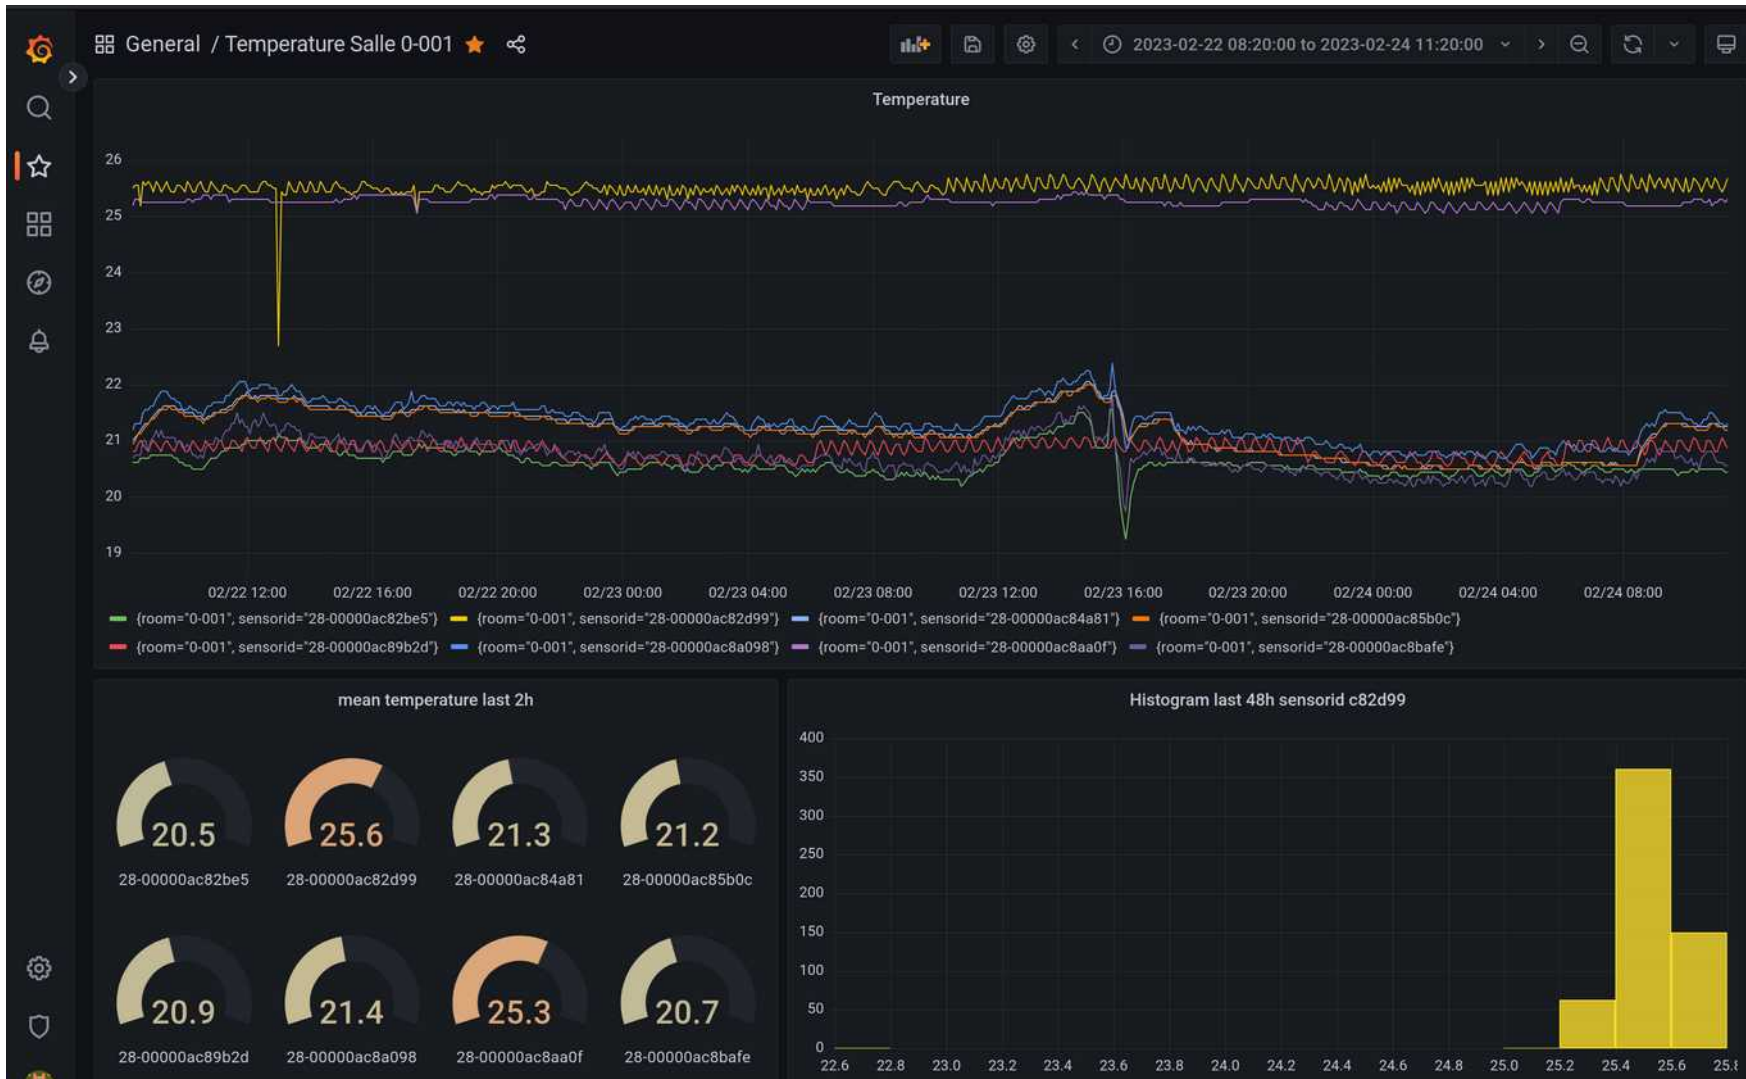 General / Temperature Salle 0-001
2023-02-22 08:20:00 to 2023-02-24 11:20:00
Temperature
26
25
24
23
22
21
20
19
02/22 12:00 02/22 16:00 02/22 20:00 02/23 00:00 02/23 04:00 02/23 08:00 02/23 12:00 02/23 16:00 02/23 20:00 02/24 00:00 02/24 04:00 02/24 08:00
{room="0-001", sensorid="28-00000ac82be5"} {room="0-001", sensorid="28-00000ac82d99"} {room="0-001", sensorid="28-00000ac84a81"} {room="0-001", sensorid="28-00000ac85b0c"}
{room="0-001", sensorid="28-00000ac89b2d"} {room="0-001", sensorid="28-00000ac8a098"} {room="0-001", sensorid="28-00000ac8aa0f"} {room="0-001", sensorid="28-00000ac8bafe"}
mean temperature last 2h
20.5 25.6 21.3 21.2
28-00000ac82be5 28-00000ac82d99 28-00000ac84a81 28-00000ac85b0c
20.9 21.4 25.3 20.7
28-00000ac89b2d 28-00000ac8a098 28-00000ac8aa0f 28-00000ac8bafe
Histogram last 48h sensorid c82d99
400
350
300
250
200
150
100
50
0
22.6 22.8 23.0 23.2 23.4 23.6 23.8 24.0 24.2 24.4 24.6 24.8 25.0 25.2 25.4 25.6 25.8